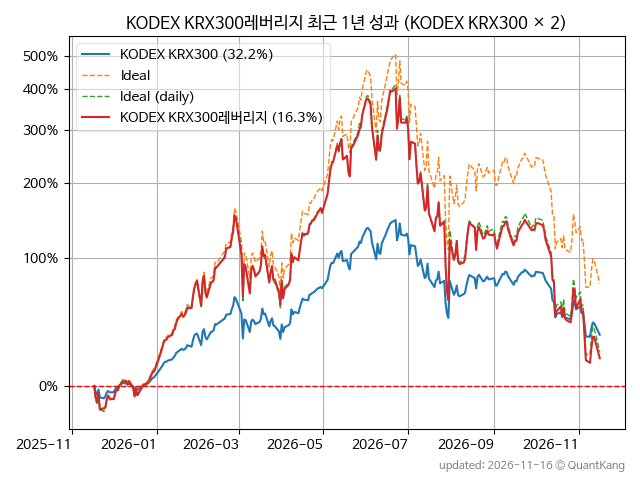 KODEX KRX300레버리지 최근 1년 성과 (KODEX KRX300 × 2)
KODEX KRX300 (32.2%)
Ideal
Ideal (daily)
KODEX KRX300레버리지 (16.3%)
500%
400%
300%
200%
100%
0%
2025-11 2026-01 2026-03 2026-05 2026-07 2026-09 2026-11
updated: 2026-11-16 © QuantKang